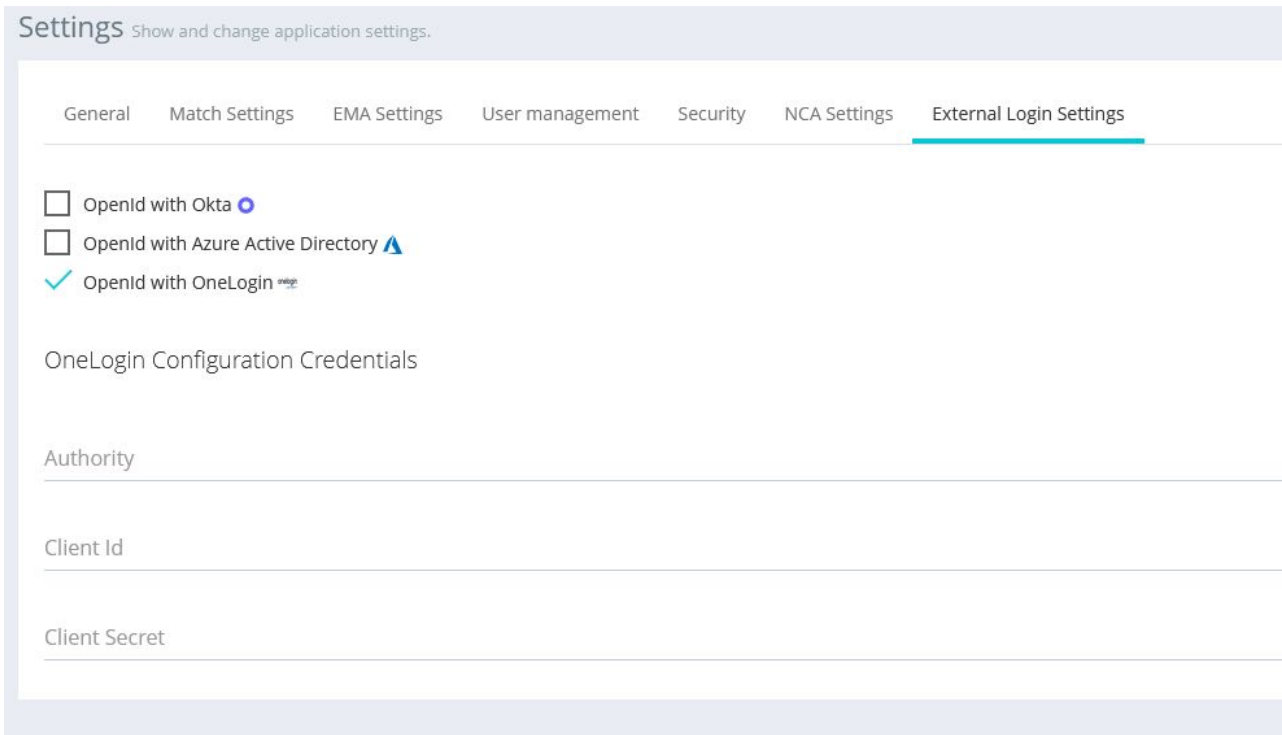 Settings Show and change application settings.
General Match Settings EMA Settings User management Security NCA Settings External Login Settings
OpenId with Okta
OpenId with Azure Active Directory
OpenId with OneLogin onelogin
OneLogin Configuration Credentials
Authority
Client Id
Client Secret